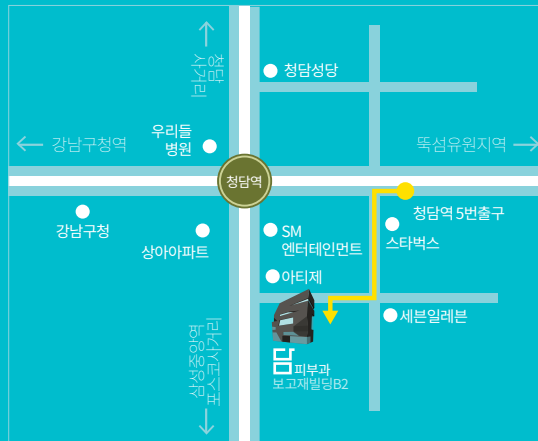 청담
사거리
청담성당
우리들
병원
강남구청역
뚝섬유원지역
청담역
청담역 5번출구
강남구청
상아아파트
SM
엔터테인먼트
스타벅스
아티제
세븐일레븐
삼성중앙역
포스코사거리
담
피부과
보고재빌딩B2